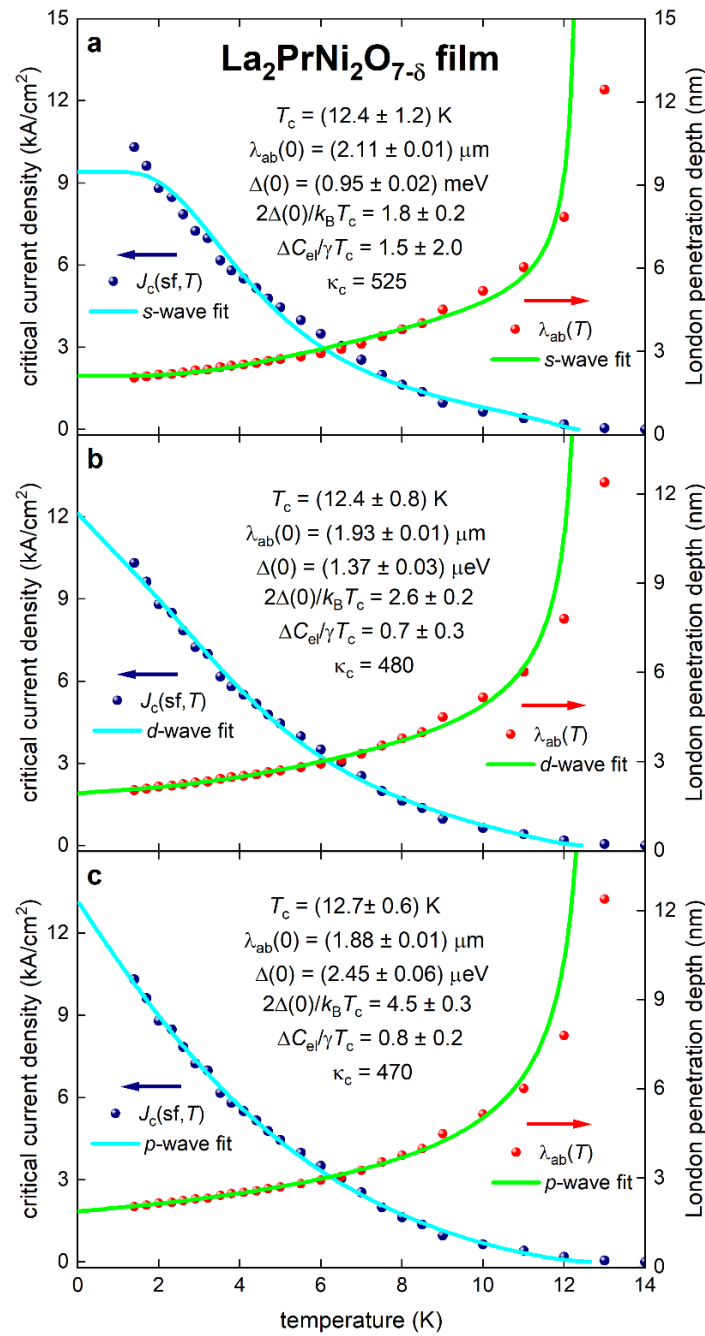 a
La₂PrNi₂O₇₋δ film
Tc = (12.4 ± 1.2) K
λab(0) = (2.11 ± 0.01) μm
Δ(0) = (0.95 ± 0.02) meV
2Δ(0)/kBTc = 1.8 ± 0.2
ΔCel/γTc = 1.5 ± 2.0
κc = 525
Jc(sf,T)
s-wave fit
λab(T)
s-wave fit
critical current density (kA/cm²)
15
12
9
6
3
0
London penetration depth (nm)
15
12
9
6
3
0
b
Tc = (12.4 ± 0.8) K
λab(0) = (1.93 ± 0.01) μm
Δ(0) = (1.37 ± 0.03) μeV
2Δ(0)/kBTc = 2.6 ± 0.2
ΔCel/γTc = 0.7 ± 0.3
κc = 480
Jc(sf,T)
d-wave fit
λab(T)
d-wave fit
critical current density (kA/cm²)
12
9
6
3
0
London penetration depth (nm)
12
9
6
3
0
c
Tc = (12.7± 0.6) K
λab(0) = (1.88 ± 0.01) μm
Δ(0) = (2.45 ± 0.06) μeV
2Δ(0)/kBTc = 4.5 ± 0.3
ΔCel/γTc = 0.8 ± 0.2
κc = 470
Jc(sf,T)
p-wave fit
λab(T)
p-wave fit
critical current density (kA/cm²)
12
9
6
3
0
London penetration depth (nm)
12
9
6
3
0
0 2 4 6 8 10 12 14
temperature (K)